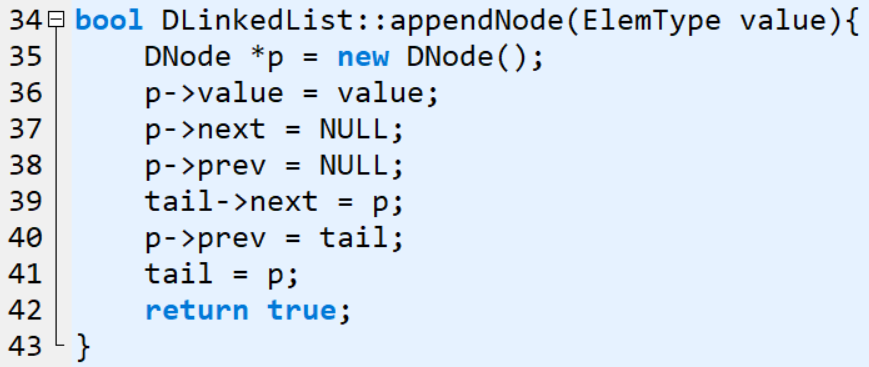 34 bool DLinkedList::appendNode(ElemType value){
35     DNode *p = new DNode();
36     p->value = value;
37     p->next = NULL;
38     p->prev = NULL;
39     tail->next = p;
40     p->prev = tail;
41     tail = p;
42     return true;
43 }